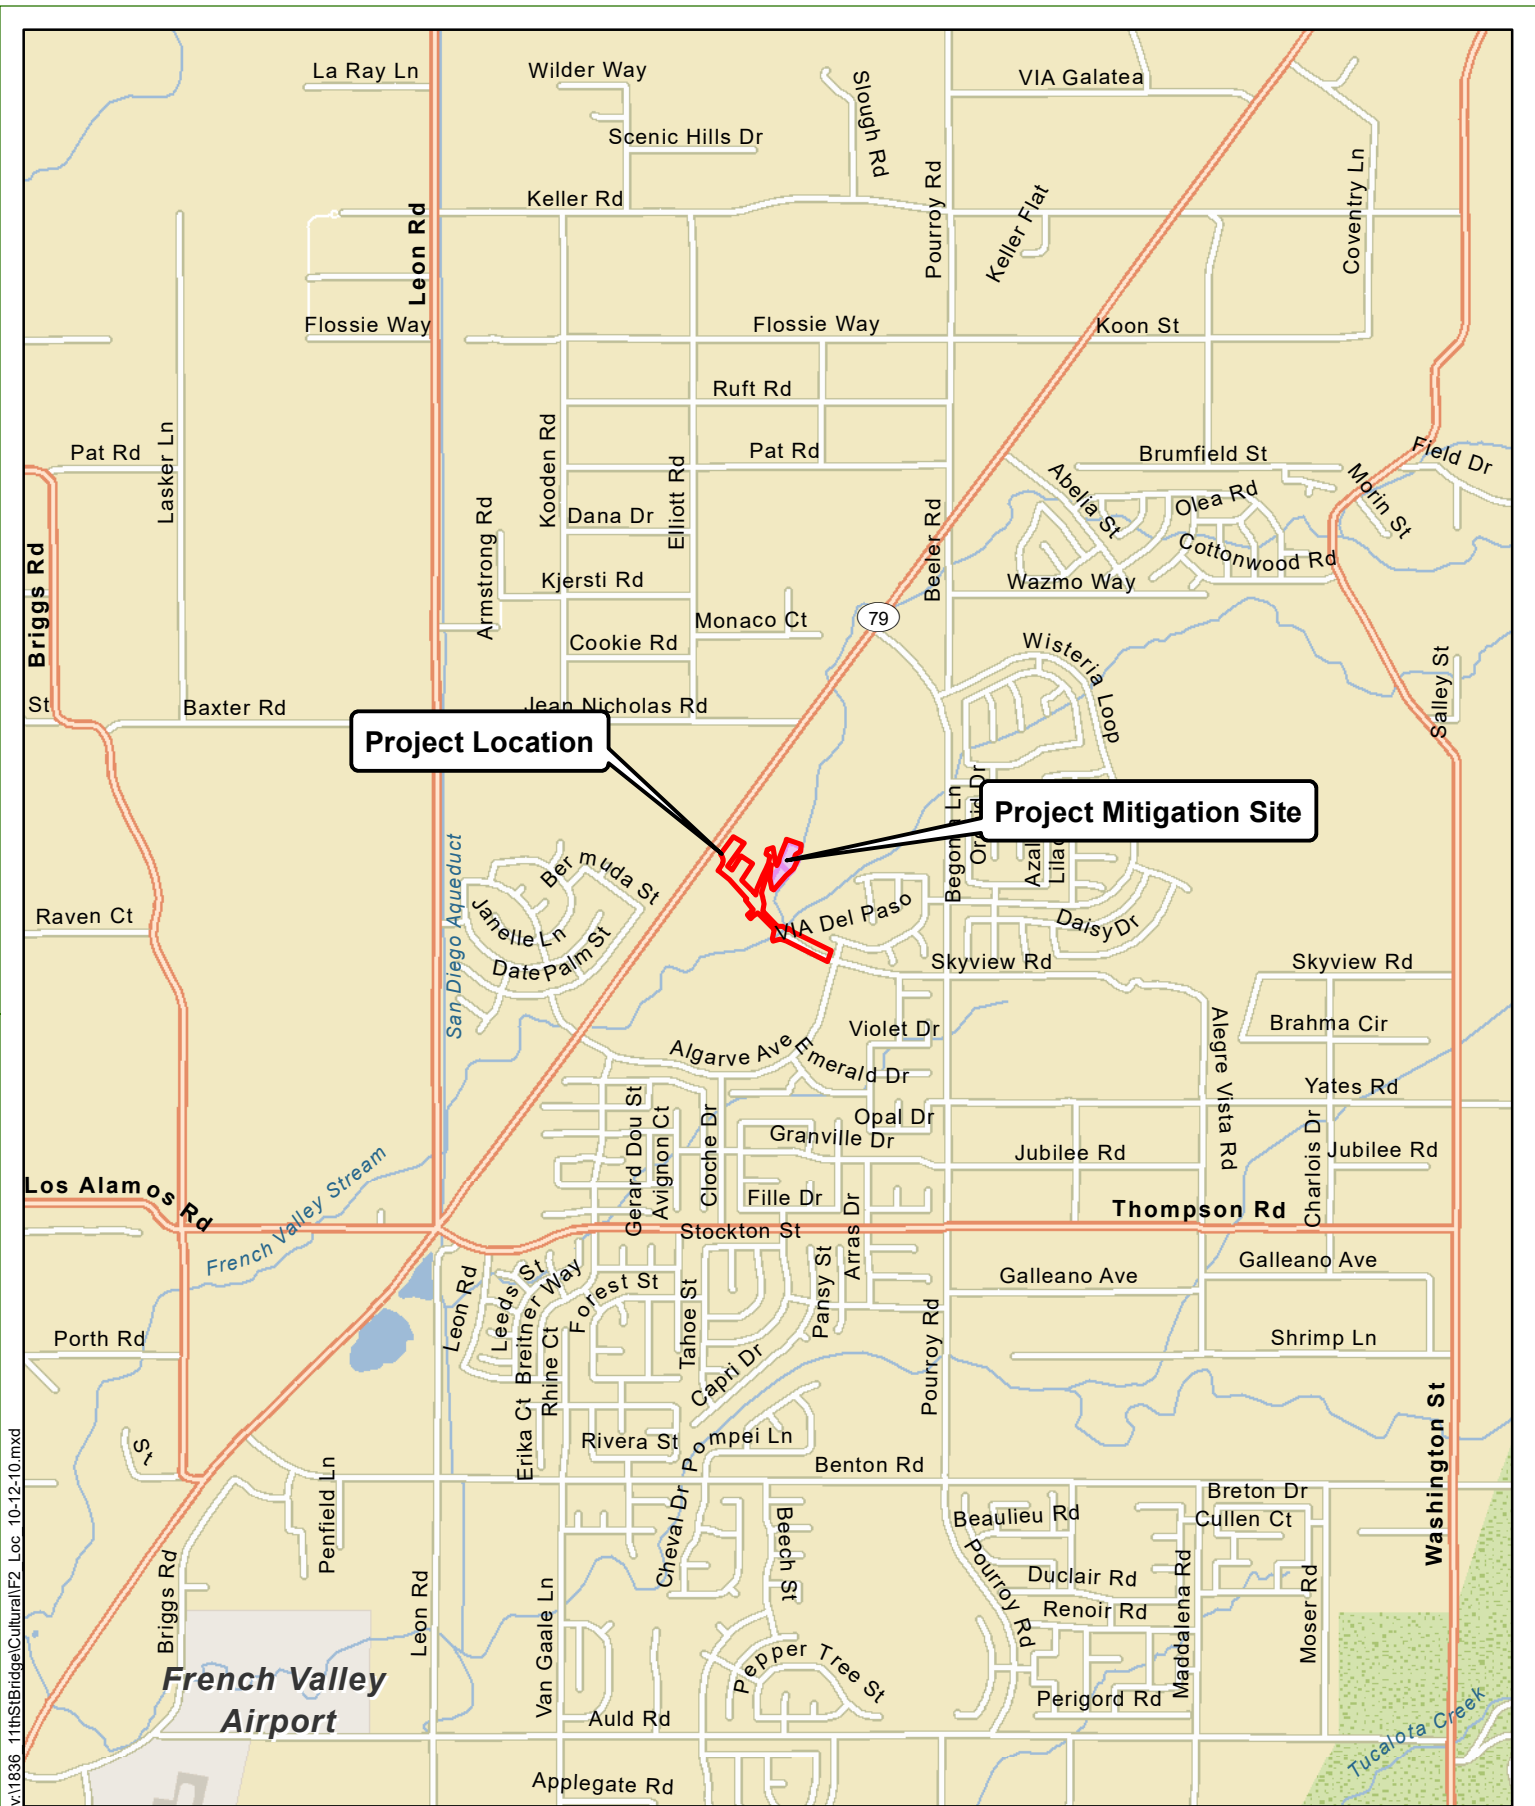 La Ray Ln
Wilder Way
Slough Rd
VIA Galatea
Scenic Hills Dr
Coventry Ln
Keller Rd
Pourroy Rd
Keller Flat
Leon Rd
Flossie Way
Flossie Way
Koon St
Ruft Rd
Pat Rd
Lasker Ln
Kooden Rd
Elliott Rd
Pat Rd
Brumfield St
Field Dr
Abelia St
Olea Rd
Morin St
Armstrong Rd
Dana Dr
Beeler Rd
Cottonwood Rd
Briggs Rd
Kjersti Rd
Wazmo Way
Monaco Ct
79
Cookie Rd
Wisteria Loop
Salley St
St
Baxter Rd
Jean Nicholas Rd
Project Location
Project Mitigation Site
Begonia Ln
Lilac
San Diego Aqueduct
Bermuda St
Janelle Ln
Date Palm St
Raven Ct
VIA Del Paso
Daisy Dr
Skyview Rd
Skyview Rd
Violet Dr
Algarve Ave
Emerald Dr
Alegre Vista Rd
Brahma Cir
Yates Rd
Gerard Dou St
Avignon Ct
Cloche Dr
Opal Dr
Granville Dr
Jubilee Rd
Charlois Dr
Jubilee Rd
Los Alamos Rd
French Valley Stream
Fille Dr
Arras Dr
Thompson Rd
Stockton St
Galleano Ave
Galleano Ave
Leon Rd
Leeds St
Breitner Way
Forest St
Tahoe St
Pansy St
Pourroy Rd
Porth Rd
Shrimp Ln
Rhine Ct
Capri Dr
Washington St
Erika Ct
St
Rivera St
Pompei Ln
Benton Rd
Penfield Ln
Cheval Dr
Beech St
Breton Dr
Beaulieu Rd
Cullen Ct
Briggs Rd
Leon Rd
Van Gaale Ln
Pourroy Rd
Duclair Rd
Renoir Rd
Maddalena Rd
Moser Rd
Pepper Tree St
French Valley
Airport
Auld Rd
Perigord Rd
Tucalota Creek
Applegate Rd
v:\1836_11thStBridge\Cultural\F2_Loc_10-12-10.mxd